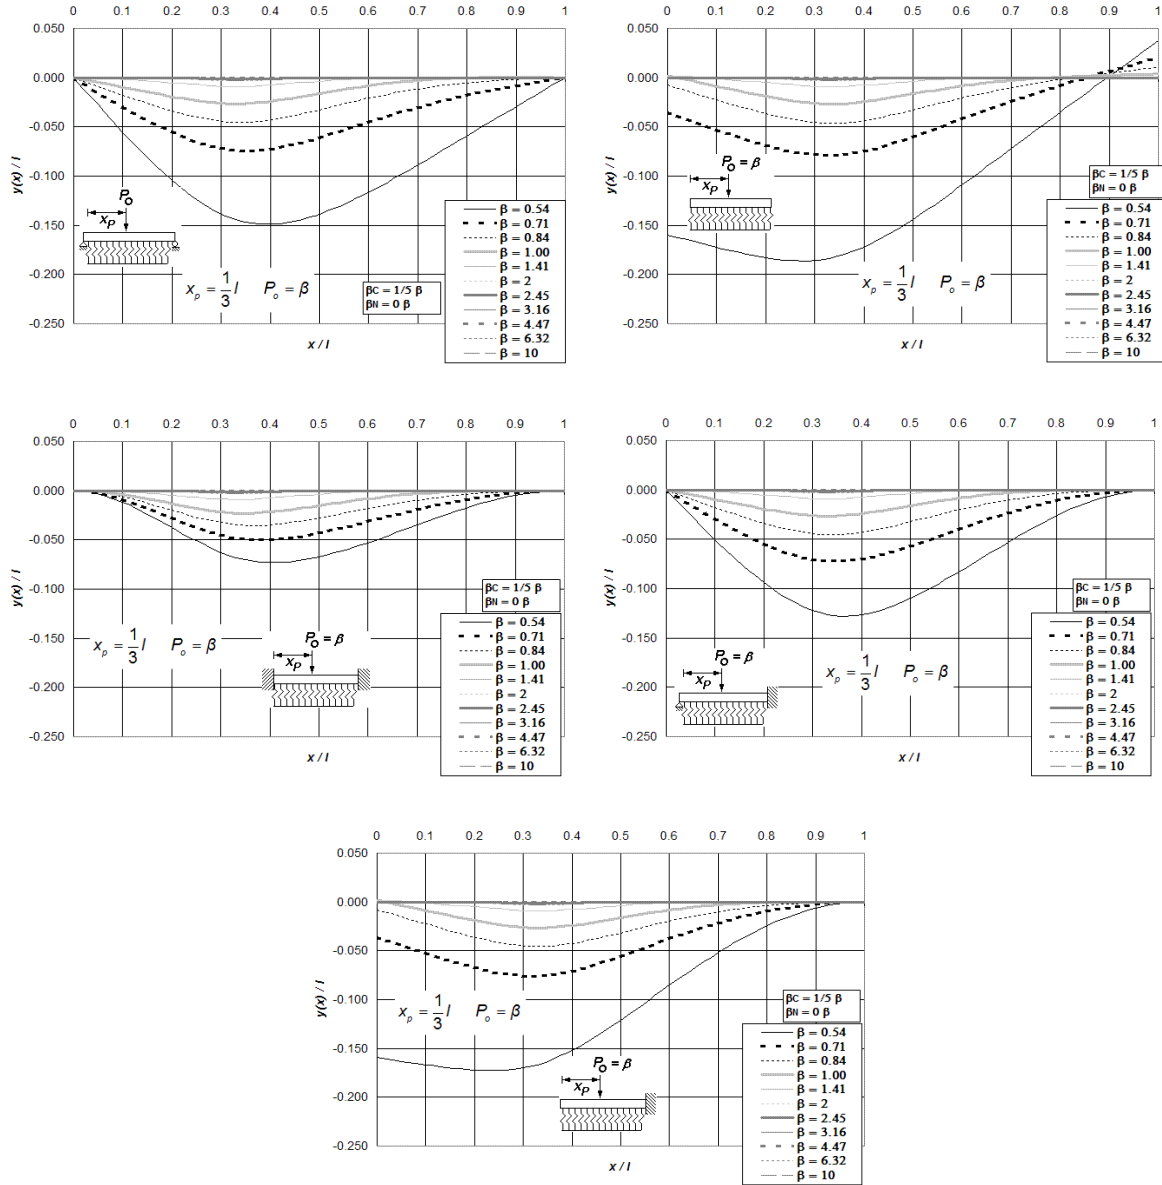 0 0.1 0.2 0.3 0.4 0.5 0.6 0.7 0.8 0.9 1
0.050
0.000
-0.050
-0.100
-0.150
-0.200
-0.250
y(x) / l
x / l
Po
xp
x_p = 1/3 l P_o = β
βC = 1/5 β
βN = 0 β
β = 0.54
β = 0.71
β = 0.84
β = 1.00
β = 1.41
β = 2
β = 2.45
β = 3.16
β = 4.47
β = 6.32
β = 10
0 0.1 0.2 0.3 0.4 0.5 0.6 0.7 0.8 0.9 1
0.050
0.000
-0.050
-0.100
-0.150
-0.200
-0.250
y(x) / l
x / l
Po = β
xp
x_p = 1/3 l P_o = β
βC = 1/5 β
βN = 0 β
β = 0.54
β = 0.71
β = 0.84
β = 1.00
β = 1.41
β = 2
β = 2.45
β = 3.16
β = 4.47
β = 6.32
β = 10
0 0.1 0.2 0.3 0.4 0.5 0.6 0.7 0.8 0.9 1
0.050
0.000
-0.050
-0.100
-0.150
-0.200
-0.250
y(x) / l
x / l
Po = β
xp
x_p = 1/3 l P_o = β
βC = 1/5 β
βN = 0 β
β = 0.54
β = 0.71
β = 0.84
β = 1.00
β = 1.41
β = 2
β = 2.45
β = 3.16
β = 4.47
β = 6.32
β = 10
0 0.1 0.2 0.3 0.4 0.5 0.6 0.7 0.8 0.9 1
0.050
0.000
-0.050
-0.100
-0.150
-0.200
-0.250
y(x) / l
x / l
Po = β
xp
x_p = 1/3 l P_o = β
βC = 1/5 β
βN = 0 β
β = 0.54
β = 0.71
β = 0.84
β = 1.00
β = 1.41
β = 2
β = 2.45
β = 3.16
β = 4.47
β = 6.32
β = 10
0 0.1 0.2 0.3 0.4 0.5 0.6 0.7 0.8 0.9 1
0.050
0.000
-0.050
-0.100
-0.150
-0.200
-0.250
y(x) / l
x / l
Po = β
xp
x_p = 1/3 l P_o = β
βC = 1/5 β
βN = 0 β
β = 0.54
β = 0.71
β = 0.84
β = 1.00
β = 1.41
β = 2
β = 2.45
β = 3.16
β = 4.47
β = 6.32
β = 10